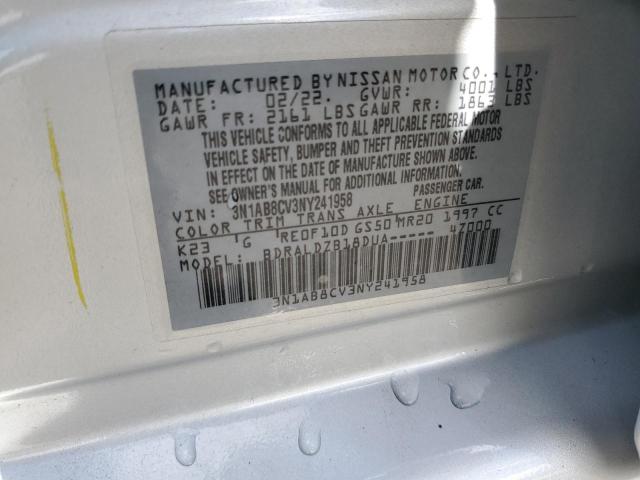 MANUFACTURED BY NISSAN MOTOR CO., LTD.
DATE: 02/22. GVWR: 4001 LBS
GAWR FR: 2161 LBS GAWR RR: 1863 LBS
THIS VEHICLE CONFORMS TO ALL APPLICABLE FEDERAL MOTOR
VEHICLE SAFETY, BUMPER AND THEFT PREVENTION STANDARDS
IN EFFECT ON THE DATE OF MANUFACTURE SHOWN ABOVE.
SEE OWNER'S MANUAL FOR ADDITIONAL INFORMATION.
VIN: 3N1AB8CV3NY241958 PASSENGER CAR.
COLOR TRIM TRANS AXLE ENGINE
K23 G RE0F10D GS50 MR20 1997 CC
MODEL: BDRALDZB18DUA----- 47000
3N1AB8CV3NY241958